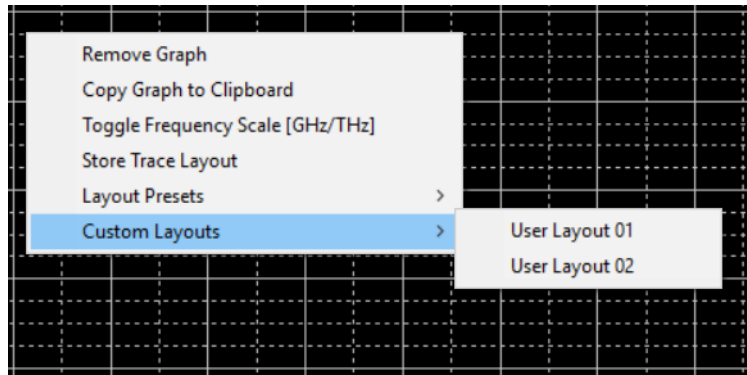 Remove Graph
Copy Graph to Clipboard
Toggle Frequency Scale [GHz/THz]
Store Trace Layout
Layout Presets
Custom Layouts
User Layout 01
User Layout 02